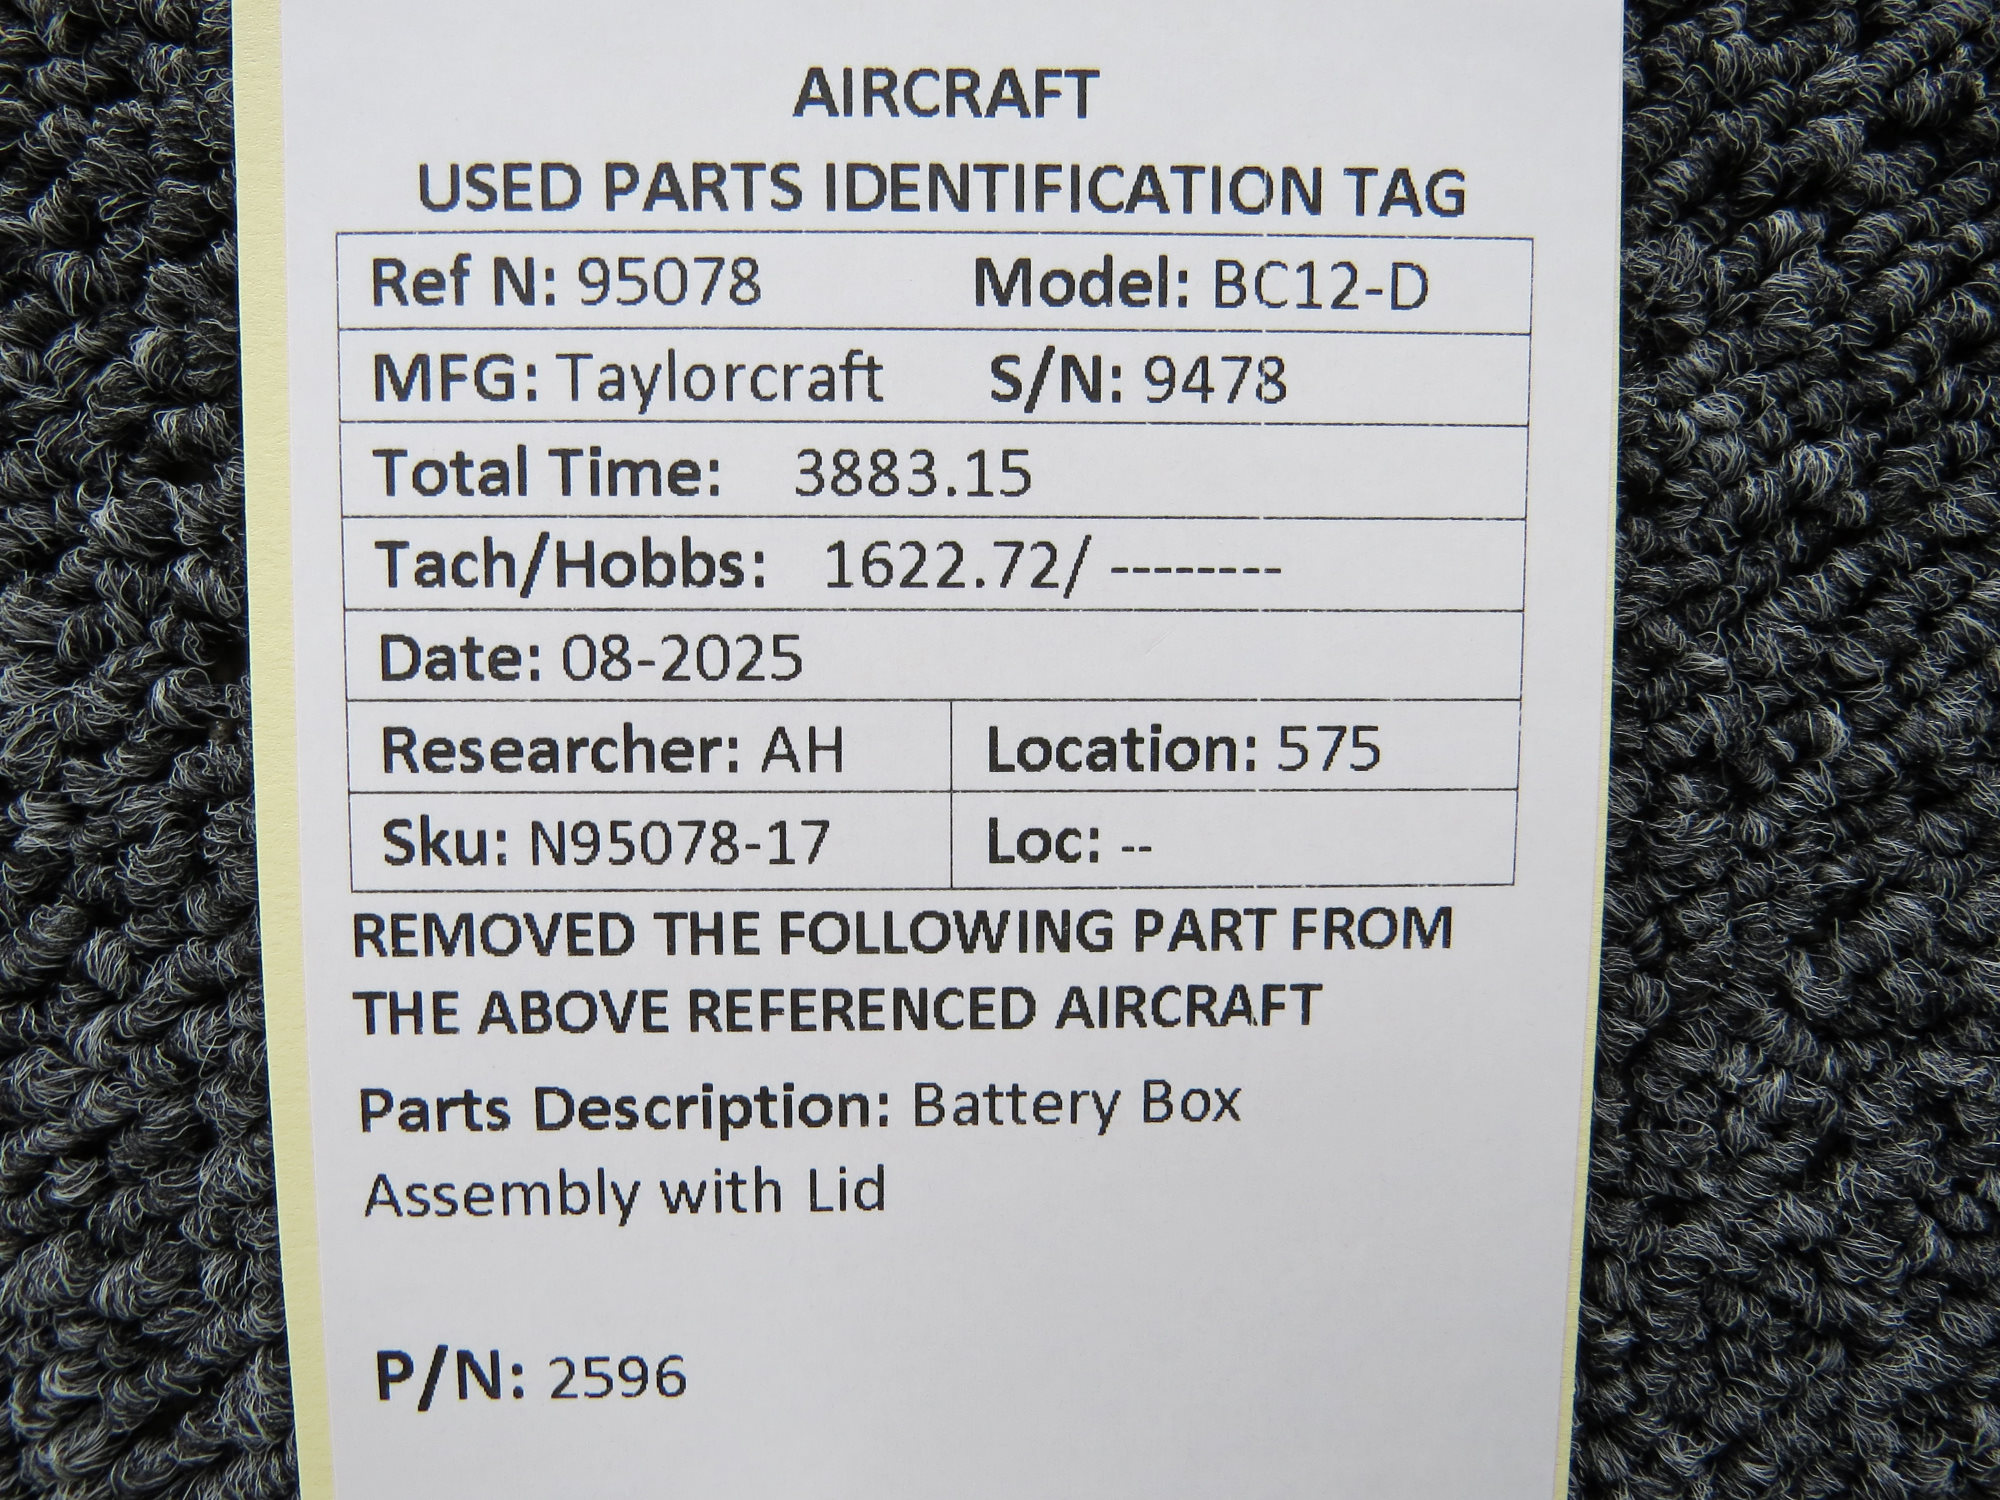 AIRCRAFT
USED PARTS IDENTIFICATION TAG
Ref N: 95078 Model: BC12-D
MFG: Taylorcraft S/N: 9478
Total Time: 3883.15
Tach/Hobbs: 1622.72/ --------
Date: 08-2025
Researcher: AH Location: 575
Sku: N95078-17 Loc: --
REMOVED THE FOLLOWING PART FROM
THE ABOVE REFERENCED AIRCRAFT
Parts Description: Battery Box
Assembly with Lid
P/N: 2596